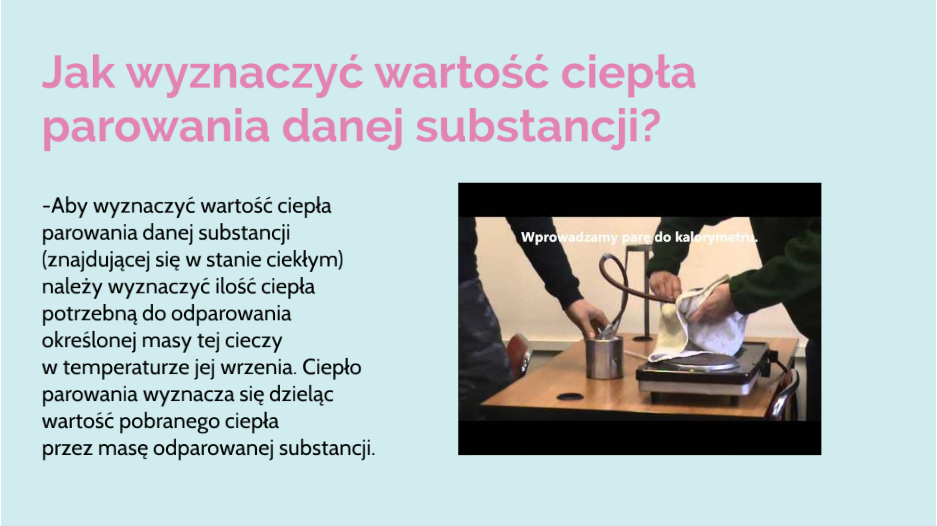 Jak wyznaczyć wartość ciepła
parowania danej substancji?
-Aby wyznaczyć wartość ciepła
parowania danej substancji
(znajdującej się w stanie ciekłym)
należy wyznaczyć ilość ciepła
potrzebną do odparowania
określonej masy tej cieczy
w temperaturze jej wrzenia. Ciepło
parowania wyznacza się dzieląc
wartość pobranego ciepła
przez masę odparowanej substancji.
Wprowadzamy parę do kalorymetru.